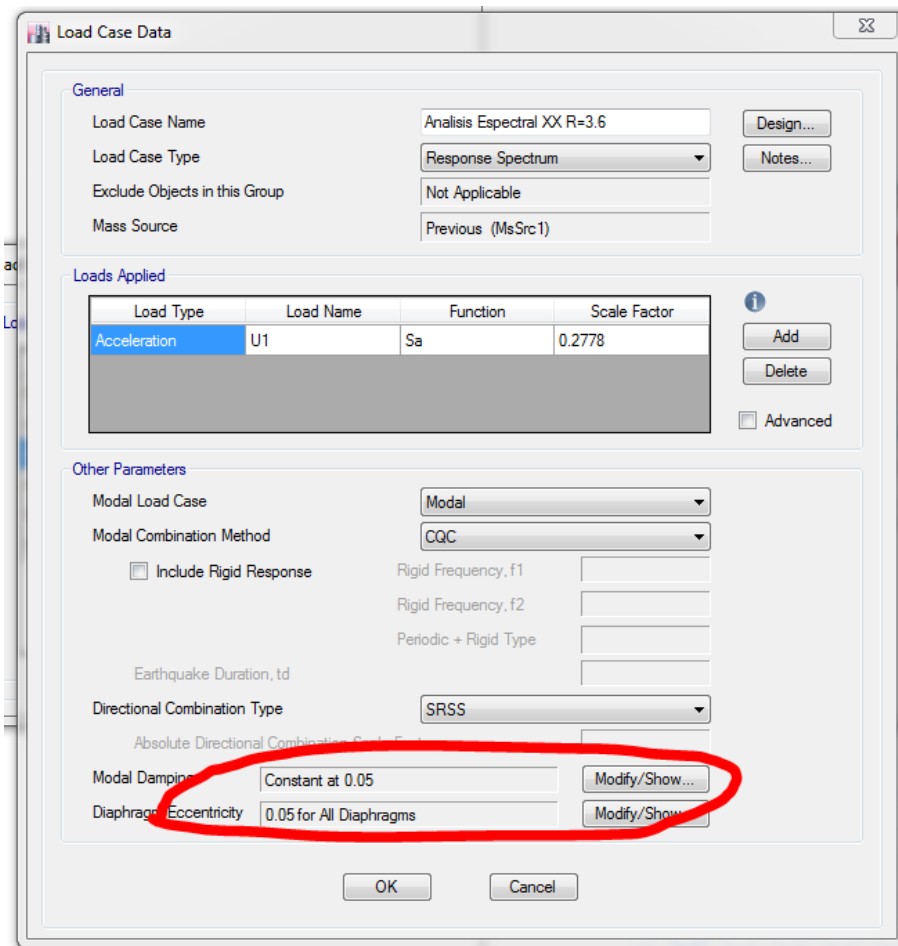 Load Case Data
General
Load Case Name Analisis Espectral XX R=3.6 Design...
Load Case Type Response Spectrum Notes...
Exclude Objects in this Group Not Applicable
Mass Source Previous (MsSrc1)
Loads Applied
Load Type Load Name Function Scale Factor
Acceleration U1 Sa 0.2778
Add
Delete
Advanced
Other Parameters
Modal Load Case Modal
Modal Combination Method CQC
Include Rigid Response Rigid Frequency, f1
Rigid Frequency, f2
Periodic + Rigid Type
Earthquake Duration, td
Directional Combination Type SRSS
Absolute Directional Combination
Modal Damping Constant at 0.05 Modify/Show...
Eccentricity 0.05 for All Diaphragms Modify/Show...
OK Cancel